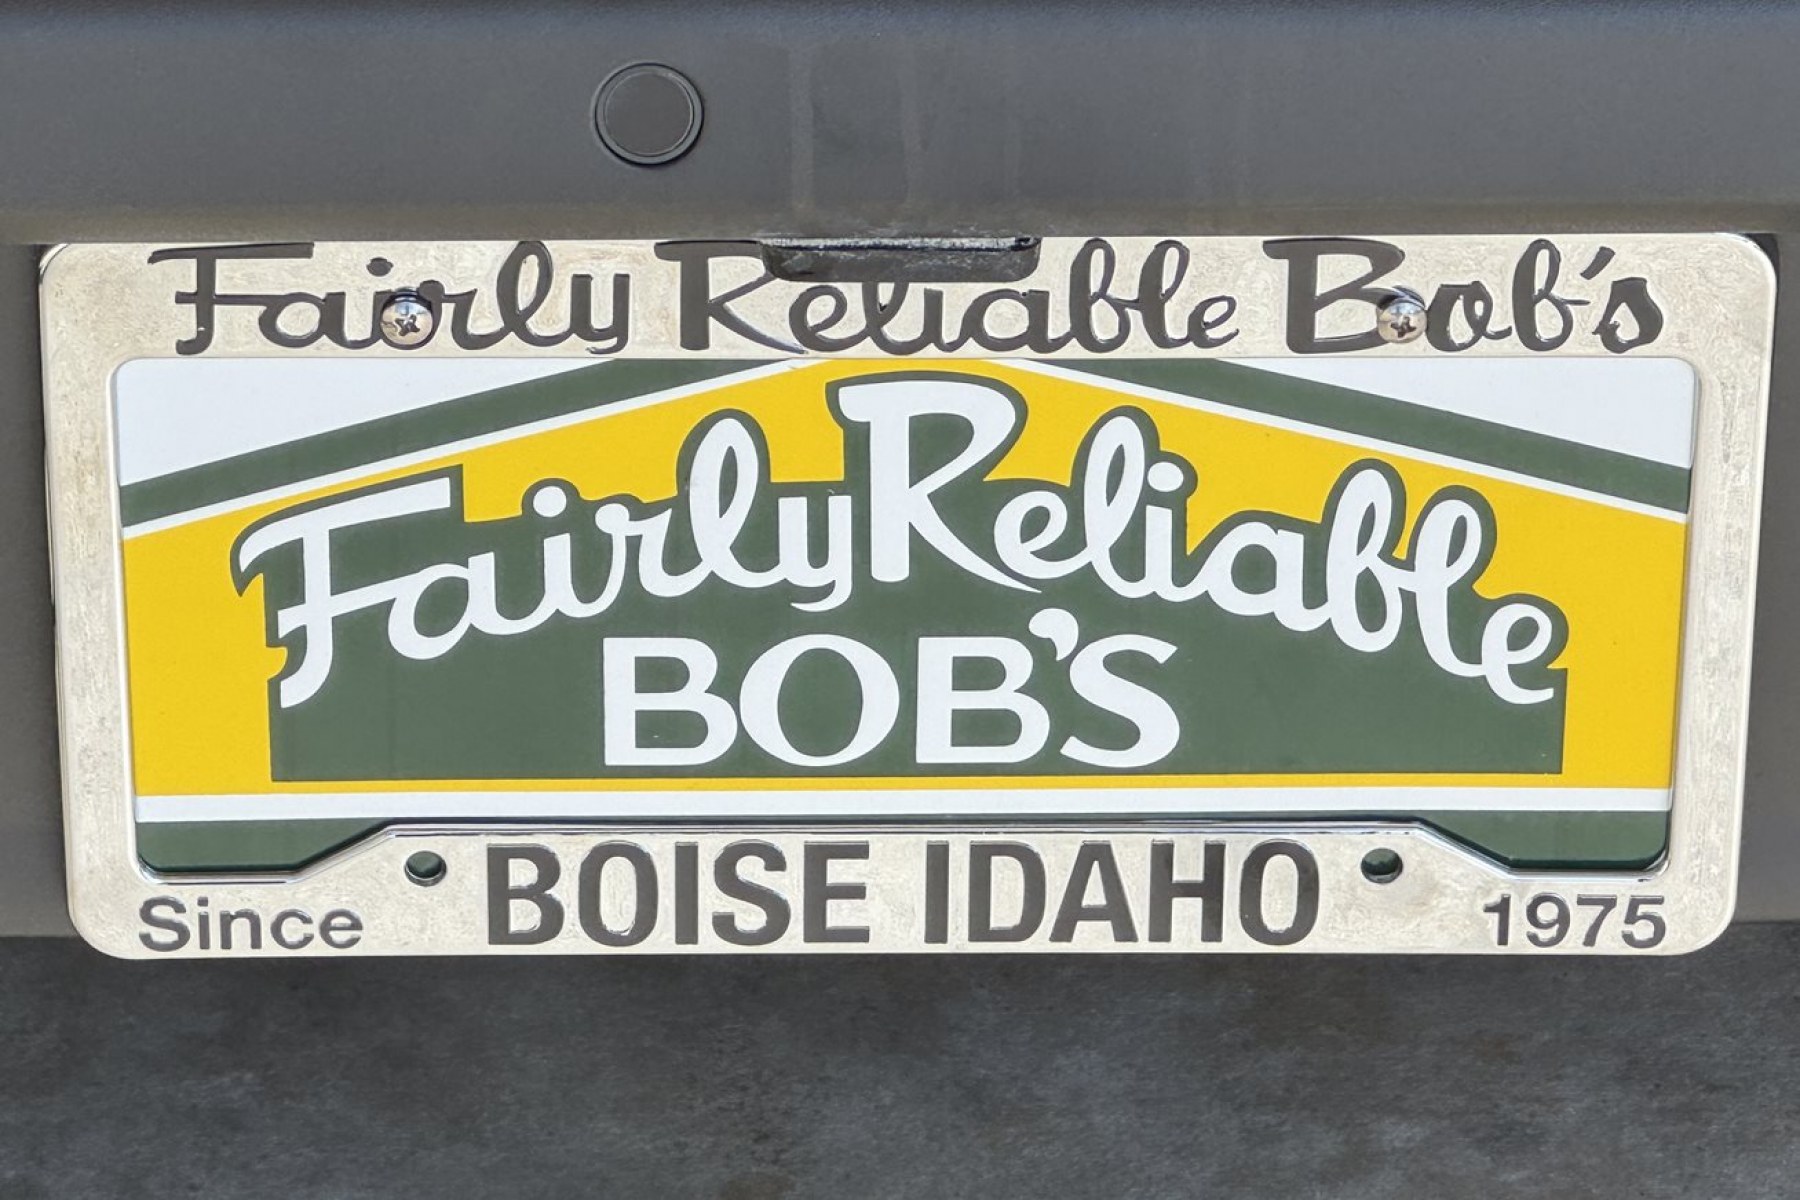 Fairly Reliable Bob's
Fairly Reliable
BOB'S
BOISE IDAHO
Since 1975